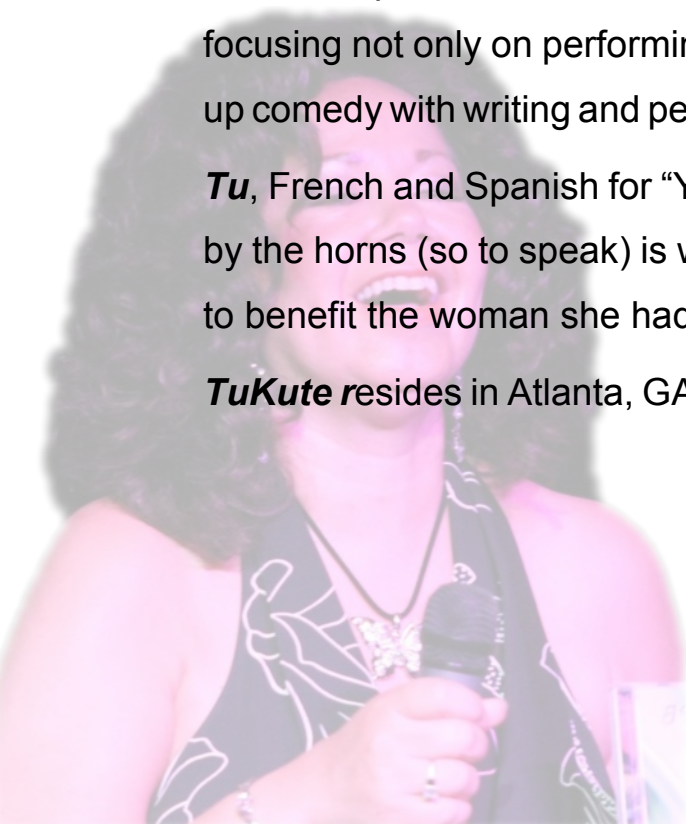 focusing not only on performin
up comedy with writing and pe
Tu, French and Spanish for “Y
by the horns (so to speak) is
to benefit the woman she had
TuKute resides in Atlanta, GA